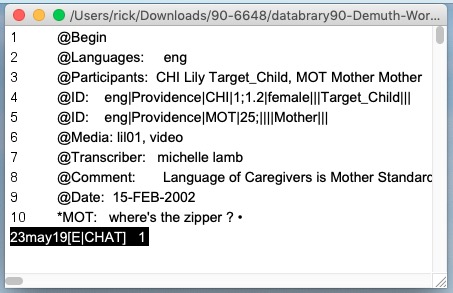 /Users/rick/Downloads/90-6648/databrary90-Demuth-Wor...
1 @Begin
2 @Languages: eng
3 @Participants: CHI Lily Target_Child, MOT Mother Mother
4 @ID: eng|Providence|CHI|1;1.2|female|||Target_Child|||
5 @ID: eng|Providence|MOT|25;||||Mother|||
6 @Media: lil01, video
7 @Transcriber: michelle lamb
8 @Comment: Language of Caregivers is Mother Standard
9 @Date: 15-FEB-2002
10 *MOT: where's the zipper ? •
23may19[E|CHAT] 1